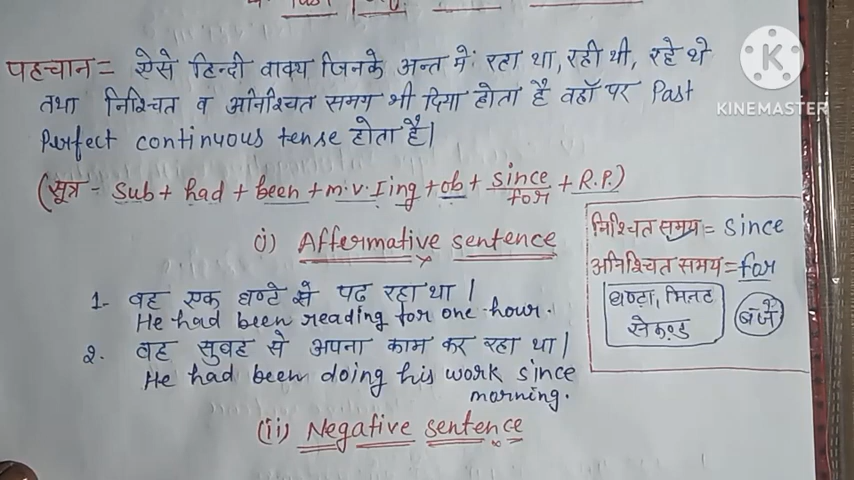 पहचान = ऐसे हिन्दी वाक्य जिनके अन्त में रहा था, रही थी, रहे थे
तथा निश्चित व अनिश्चित समय भी दिया होता है वहाँ पर Past
Perfect continuous tense होता है।
(सूत्र - Sub + had + been + m.v. I ing + ob + since/for + R.P.)
(i) Affermative sentence
1- वह एक घण्टे से पढ रहा था।
He had been reading for one hour.
2. वह सुबह से अपना काम कर रहा था।
He had been doing his work since
morning.
(ii) Negative sentence
निश्चित समय = since
अनिश्चित समय = for
घण्टा, मिनट
सेकण्ड
बजे
KINEMASTER